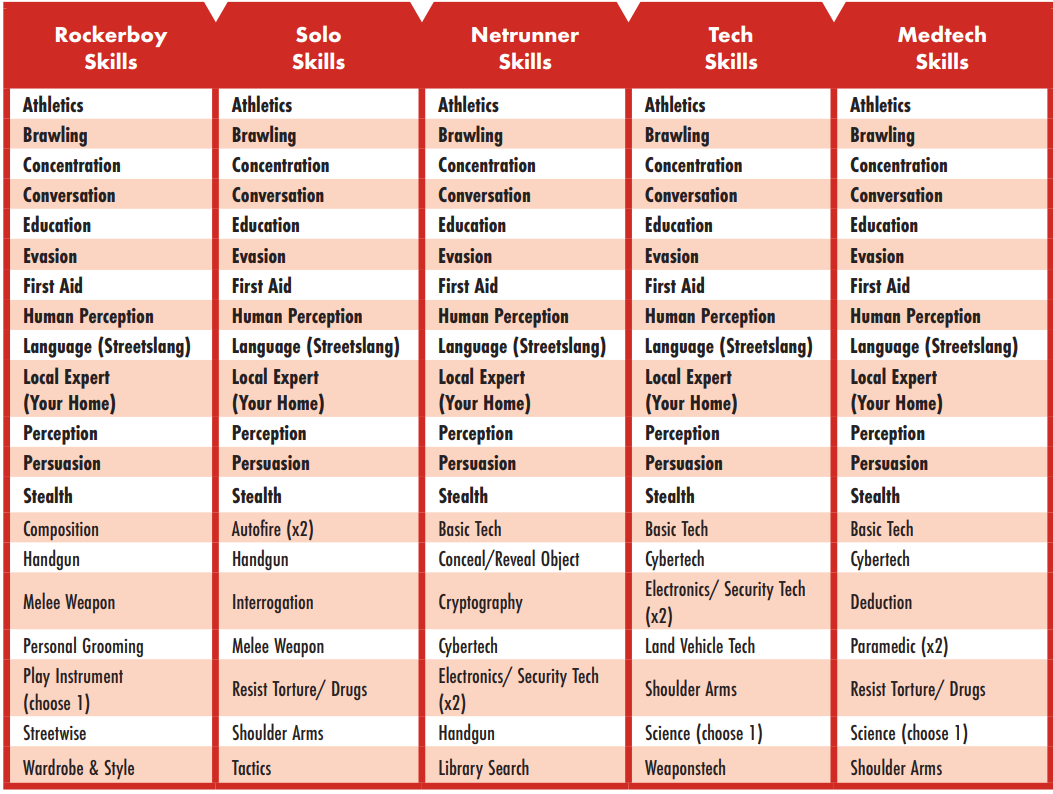 Rockerboy Skills | Solo Skills | Netrunner Skills | Tech Skills | Medtech Skills
Athletics | Athletics | Athletics | Athletics | Athletics
Brawling | Brawling | Brawling | Brawling | Brawling
Concentration | Concentration | Concentration | Concentration | Concentration
Conversation | Conversation | Conversation | Conversation | Conversation
Education | Education | Education | Education | Education
Evasion | Evasion | Evasion | Evasion | Evasion
First Aid | First Aid | First Aid | First Aid | First Aid
Human Perception | Human Perception | Human Perception | Human Perception | Human Perception
Language (Streetslang) | Language (Streetslang) | Language (Streetslang) | Language (Streetslang) | Language (Streetslang)
Local Expert (Your Home) | Local Expert (Your Home) | Local Expert (Your Home) | Local Expert (Your Home) | Local Expert (Your Home)
Perception | Perception | Perception | Perception | Perception
Persuasion | Persuasion | Persuasion | Persuasion | Persuasion
Stealth | Stealth | Stealth | Stealth | Stealth
Composition | Autofire (x2) | Basic Tech | Basic Tech | Basic Tech
Handgun | Handgun | Conceal/Reveal Object | Cybertech | Cybertech
Melee Weapon | Interrogation | Cryptography | Electronics/ Security Tech (x2) | Deduction
Personal Grooming | Melee Weapon | Cybertech | Land Vehicle Tech | Paramedic (x2)
Play Instrument (choose 1) | Resist Torture/ Drugs | Electronics/ Security Tech (x2) | Shoulder Arms | Resist Torture/ Drugs
Streetwise | Shoulder Arms | Handgun | Science (choose 1) | Science (choose 1)
Wardrobe & Style | Tactics | Library Search | Weaponstech | Shoulder Arms